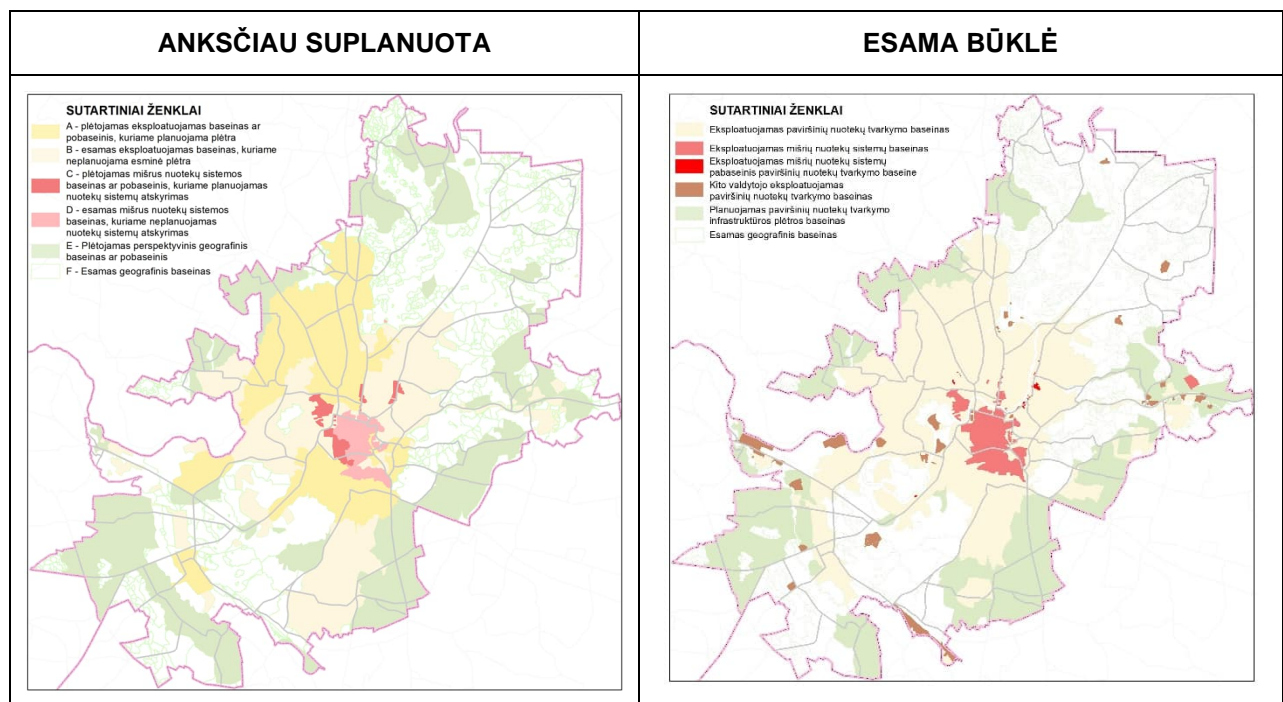 ANKSČIAU SUPLANUOTA
SUTARTINIAI ŽENKLAI
A - plėtojamas eksploatuojamas baseinas ar
pobaseinis, kuriame planuojama plėtra
B - esamas eksploatuojamas baseinas, kuriame
neplanuojama esminė plėtra
C - plėtojamas mišrus nuotekų sistemos
baseinas ar pobaseinis, kuriame planuojamas
nuotekų sistemų atskyrimas
D - esamas mišrus nuotekų sistemos
baseinas, kuriame neplanuojamas
nuotekų sistemų atskyrimas
E - Plėtojamas perspektyvinis geografinis
baseinas ar pobaseinis
F - Esamas geografinis baseinas
ESAMA BŪKLĖ
SUTARTINIAI ŽENKLAI
Eksploatuojamas paviršinių nuotekų tvarkymo baseinas
Eksploatuojamas mišrių nuotekų sistemų baseinas
Eksploatuojamas mišrių nuotekų sistemų
pabaseinis paviršinių nuotekų tvarkymo baseine
Kito valdytojo eksploatuojamas
paviršinių nuotekų tvarkymo baseinas
Planuojamas paviršinių nuotekų tvarkymo
infrastruktūros plėtros baseinas
Esamas geografinis baseinas